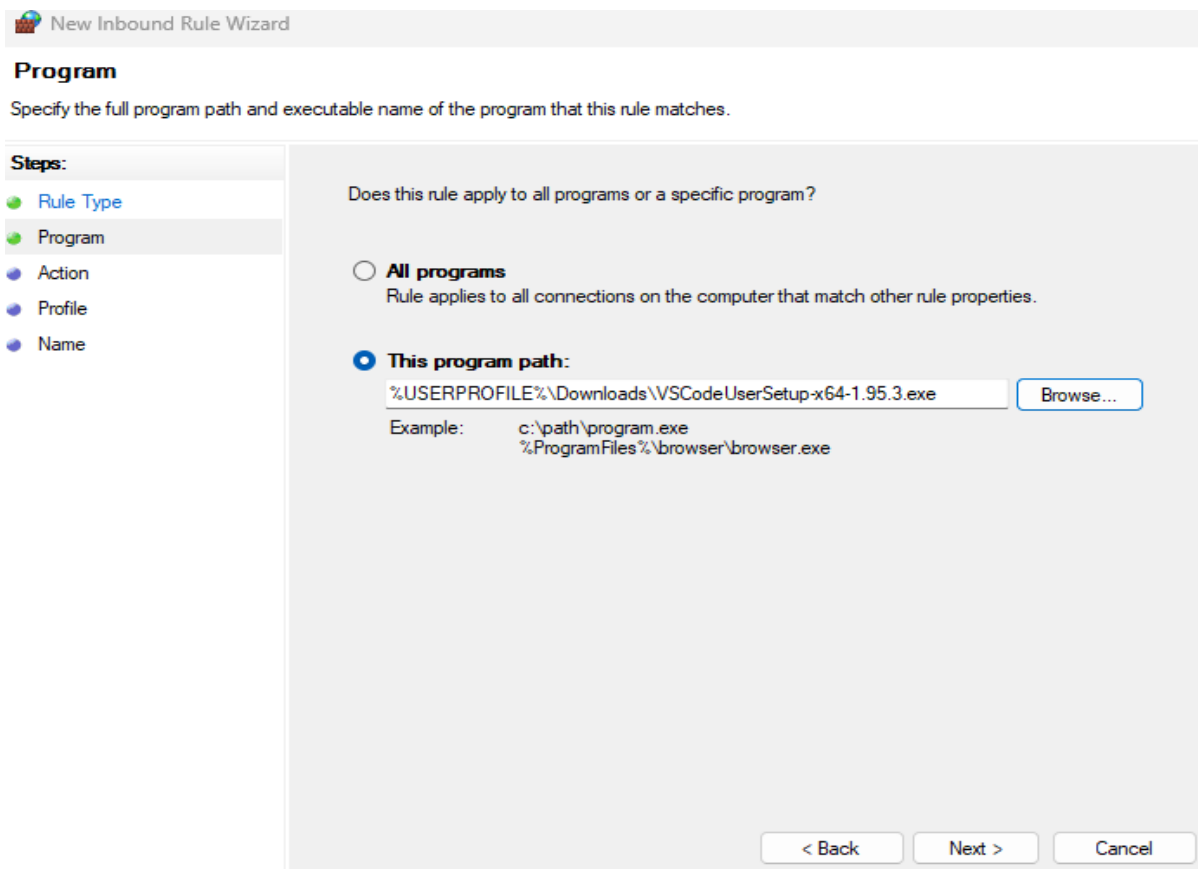 New Inbound Rule Wizard
Program
Specify the full program path and executable name of the program that this rule matches.
Steps:
Rule Type
Program
Action
Profile
Name
Does this rule apply to all programs or a specific program?
All programs
Rule applies to all connections on the computer that match other rule properties.
This program path:
%USERPROFILE%\Downloads\VSCodeUserSetup-x64-1.95.3.exe
Browse...
Example: c:\path\program.exe
%ProgramFiles%\browser\browser.exe
< Back Next > Cancel